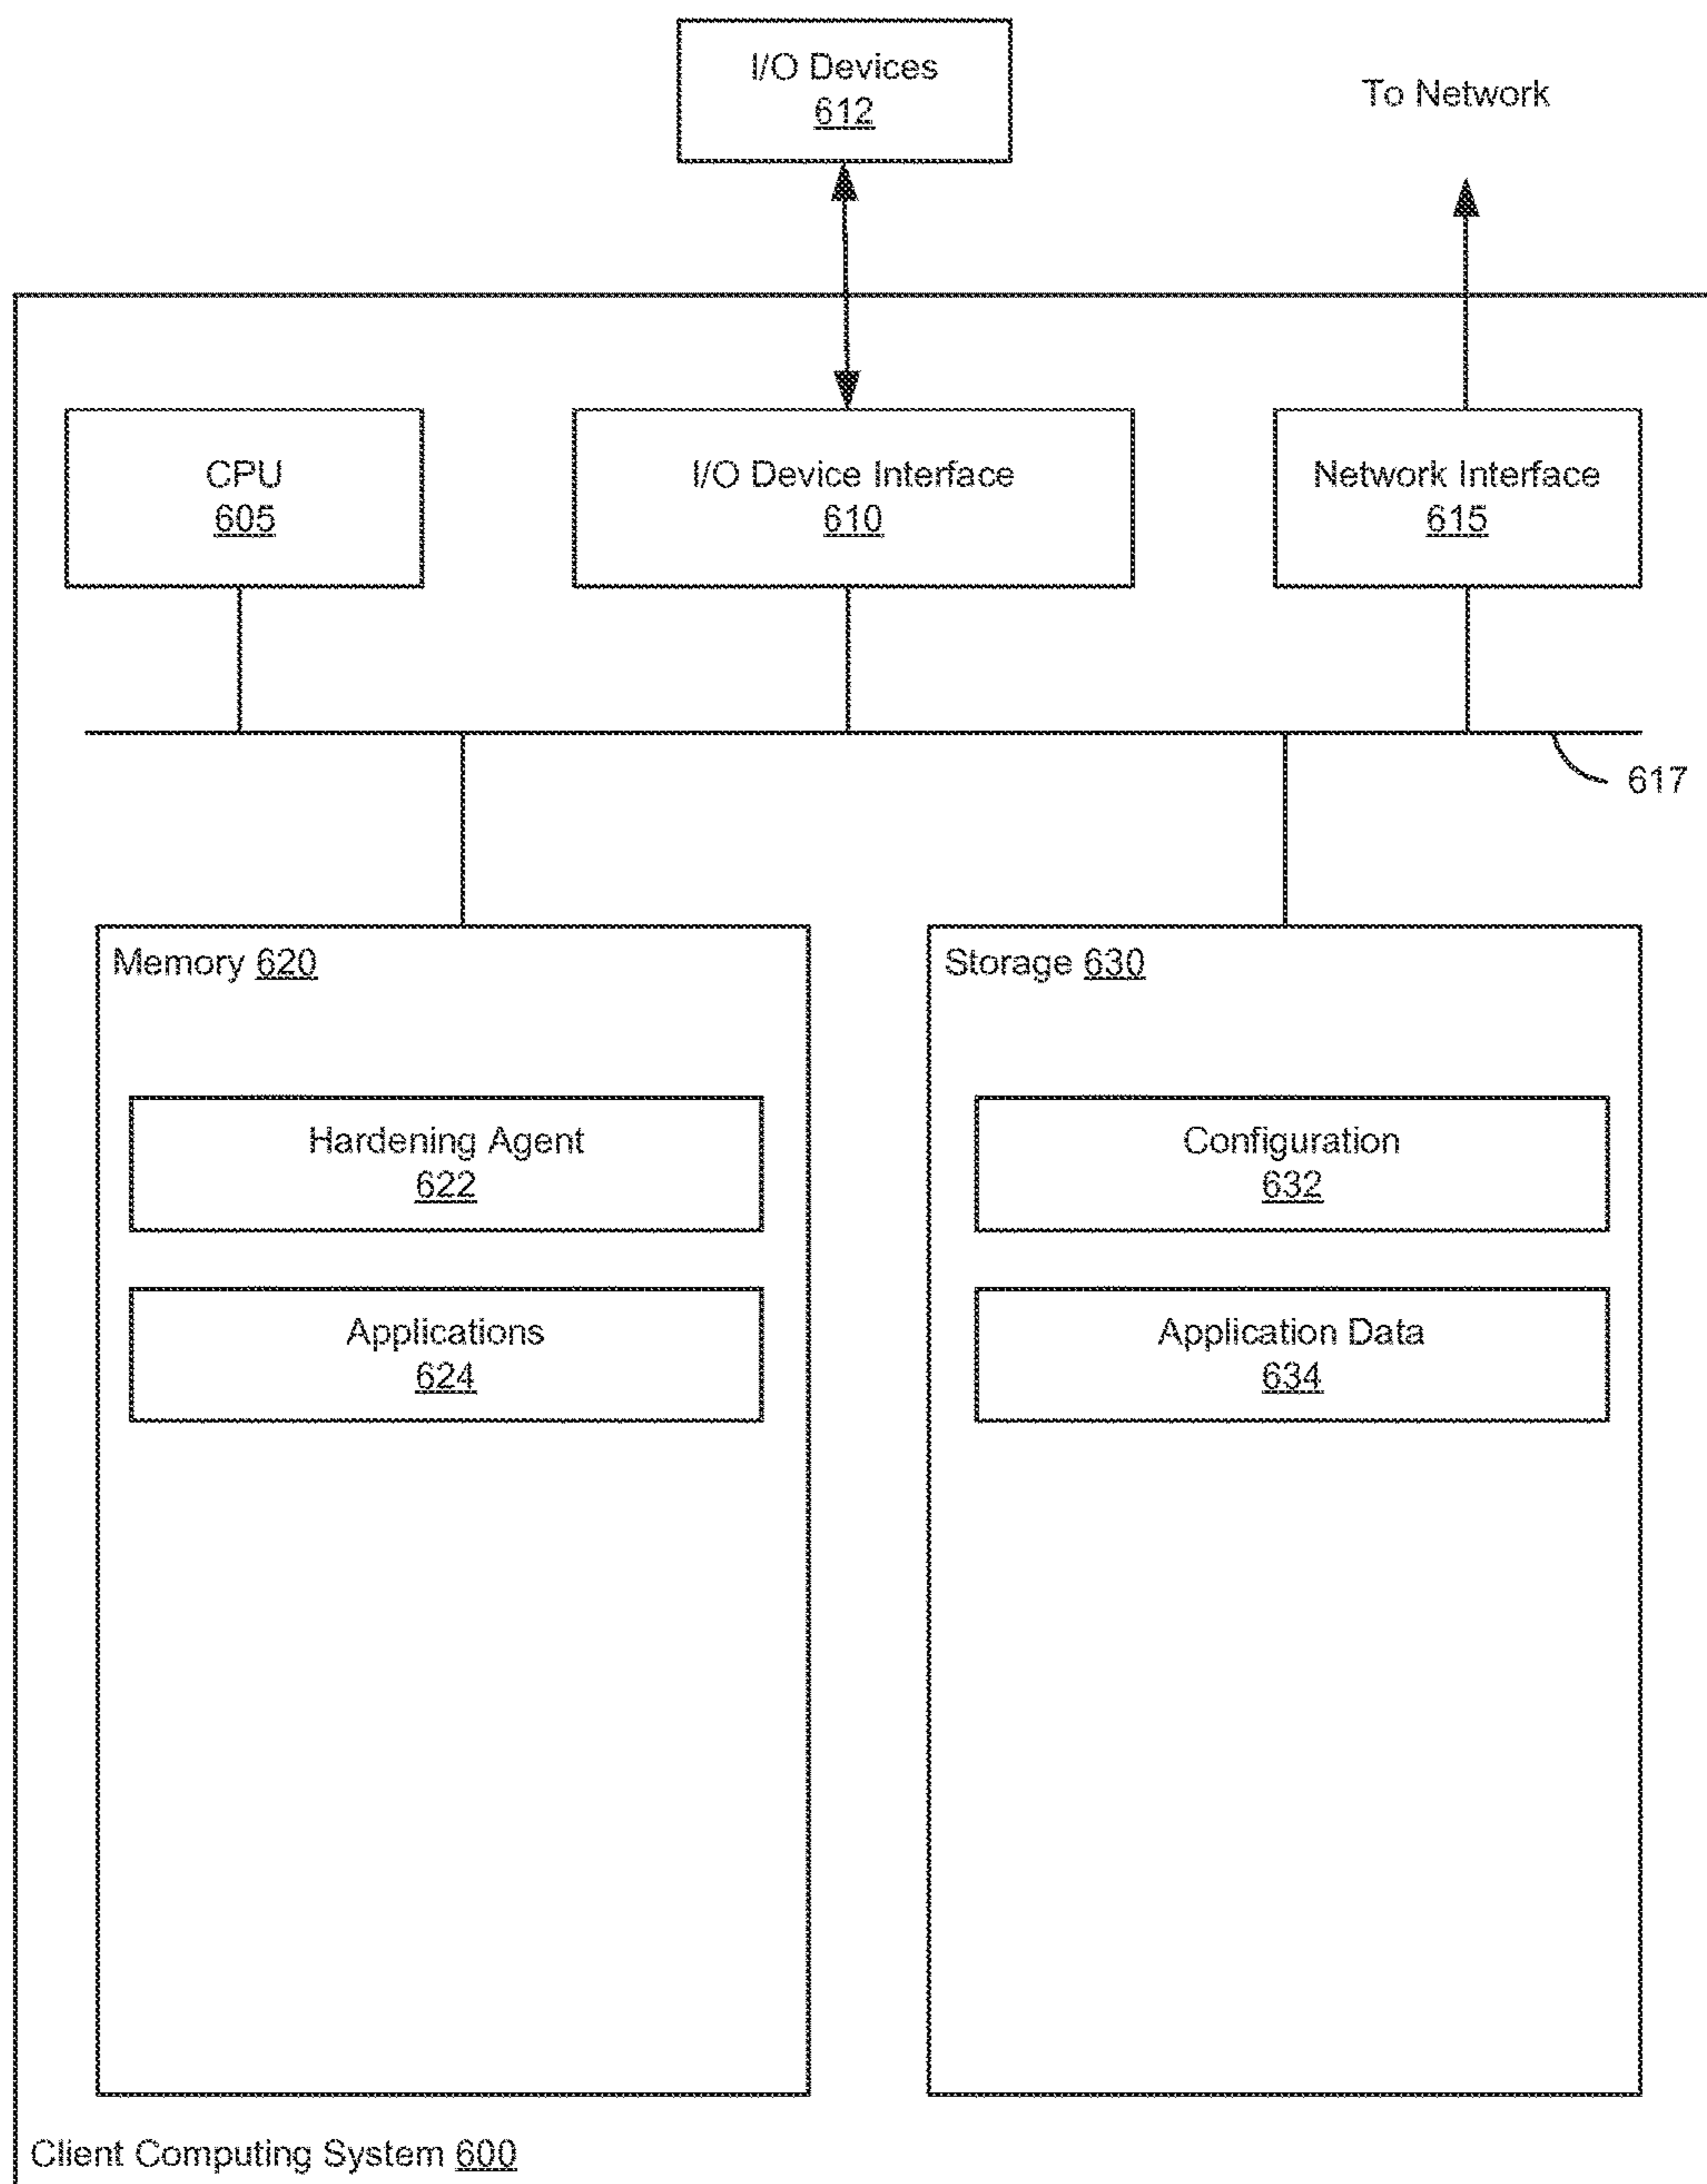 I/O Devices
612
To Network
CPU
605
I/O Device Interface
610
Network Interface
615
617
Memory 620
Storage 630
Hardening Agent
622
Configuration
632
Applications
624
Application Data
634
Client Computing System 600